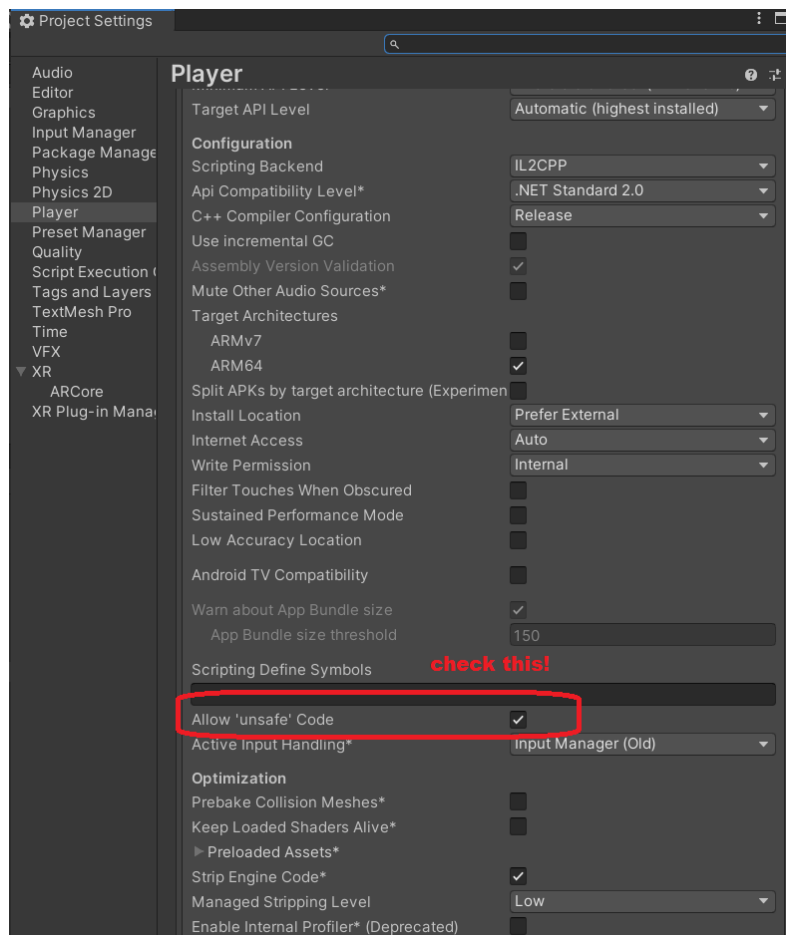 Project Settings
Audio
Editor
Graphics
Input Manager
Package Manage
Physics
Physics 2D
Player
Preset Manager
Quality
Script Execution
Tags and Layers
TextMesh Pro
Time
VFX
XR
ARCore
XR Plug-in Mana
Player
Target API Level Automatic (highest installed)
Configuration
Scripting Backend IL2CPP
Api Compatibility Level* .NET Standard 2.0
C++ Compiler Configuration Release
Use incremental GC
Assembly Version Validation
Mute Other Audio Sources*
Target Architectures
ARMv7
ARM64
Split APKs by target architecture (Experimen
Install Location Prefer External
Internet Access Auto
Write Permission Internal
Filter Touches When Obscured
Sustained Performance Mode
Low Accuracy Location
Android TV Compatibility
Warn about App Bundle size
App Bundle size threshold 150
check this!
Scripting Define Symbols
Allow 'unsafe' Code
Active Input Handling* Input Manager (Old)
Optimization
Prebake Collision Meshes*
Keep Loaded Shaders Alive*
Preloaded Assets*
Strip Engine Code*
Managed Stripping Level Low
Enable Internal Profiler* (Deprecated)